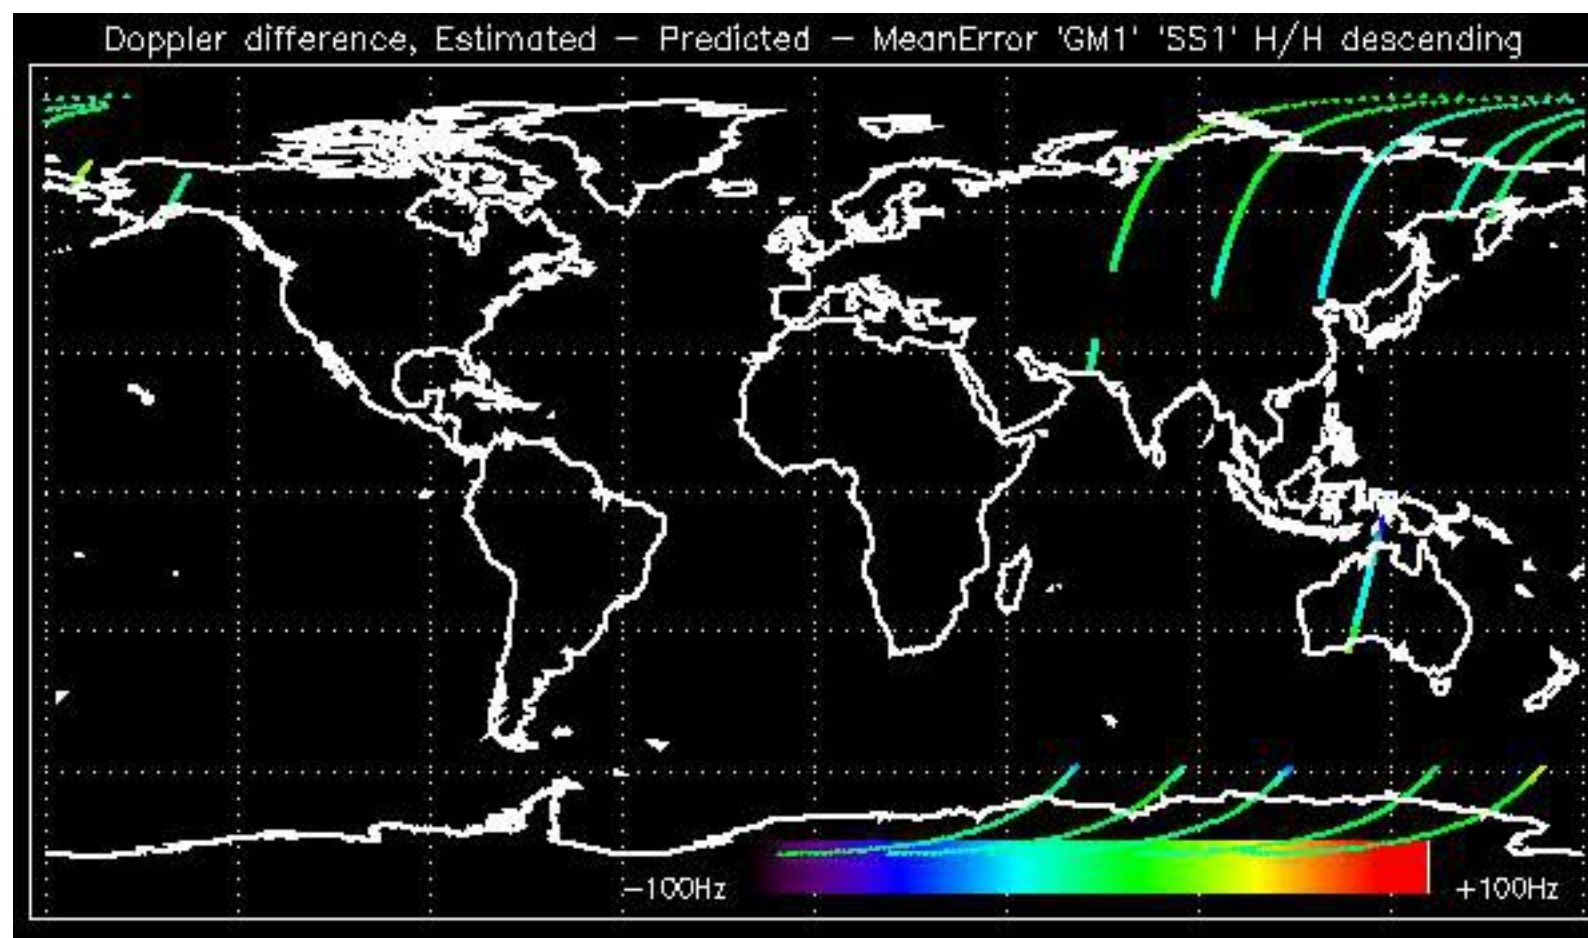 Doppler difference, Estimated – Predicted – MeanError 'GM1' 'SS1' H/H descending
–100Hz +100Hz